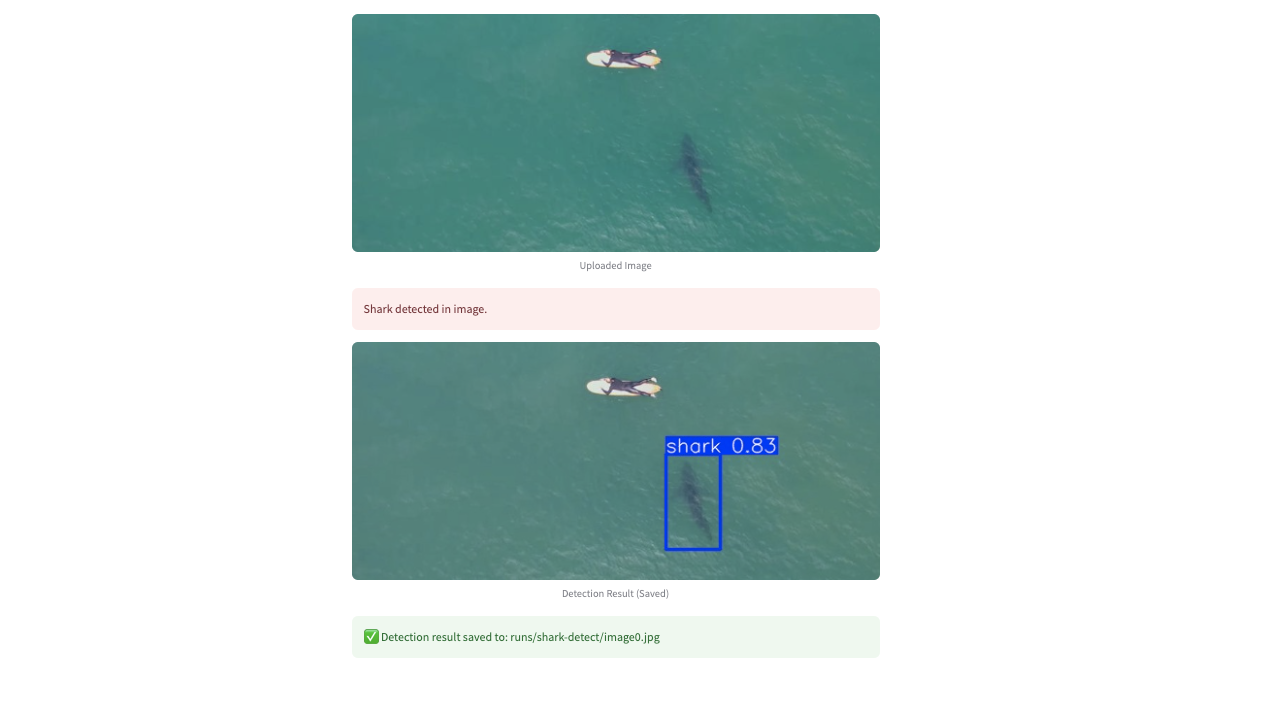 Uploaded Image
Shark detected in image.
shark 0.83
Detection Result (Saved)
✅ Detection result saved to: runs/shark-detect/image0.jpg